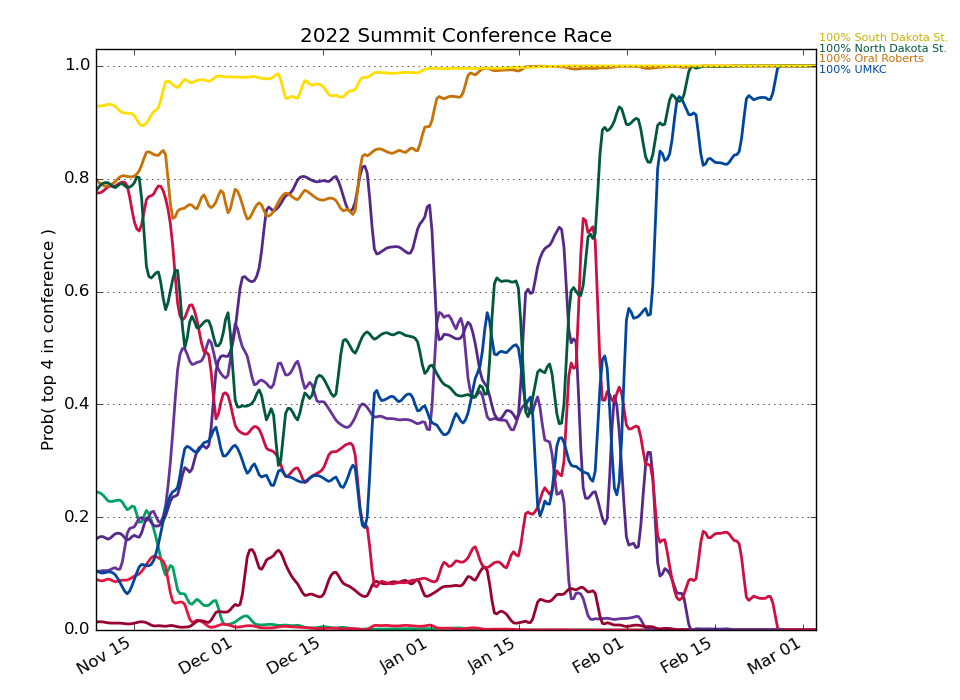 2022 Summit Conference Race
100% South Dakota St.
100% North Dakota St.
100% Oral Roberts
100% UMKC
Prob( top 4 in conference )
1.0
0.8
0.6
0.4
0.2
0.0
Nov 15
Dec 01
Dec 15
Jan 01
Jan 15
Feb 01
Feb 15
Mar 01